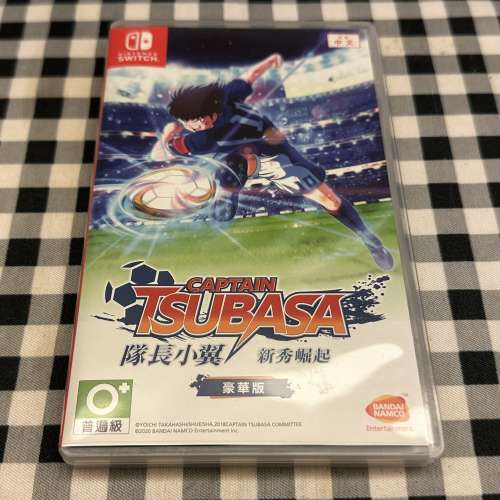 NINTENDO
SWITCH
中文
CAPTAIN
TSUBASA
隊長小翼 新秀崛起
豪華版
0+
普遍級
©YOICHI TAKAHASHI/SHUEISHA,2018CAPTAIN TSUBASA COMMITTEE
©2020 BANDAI NAMCO Entertainment Inc.
BANDAI
NAMCO
Entertainment